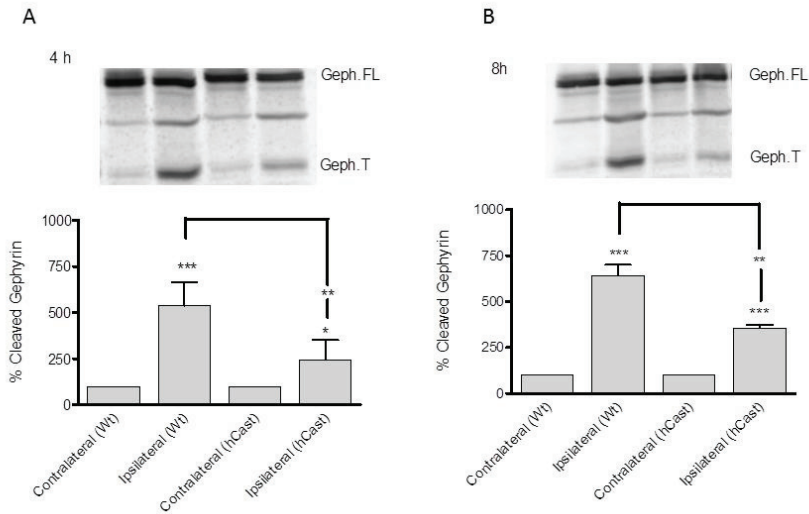 A
4 h
Geph.FL
Geph.T
1000
750
500
250
0
% Cleaved Gephyrin
***
**
*
Contralateral (Wt)
Ipsilateral (Wt)
Contralateral (hCast)
Ipsilateral (hCast)
B
8h
Geph.FL
Geph.T
1000
750
500
250
0
% Cleaved Gephyrin
***
**
***
Contralateral (Wt)
Ipsilateral (Wt)
Contralateral (hCast)
Ipsilateral (hCast)